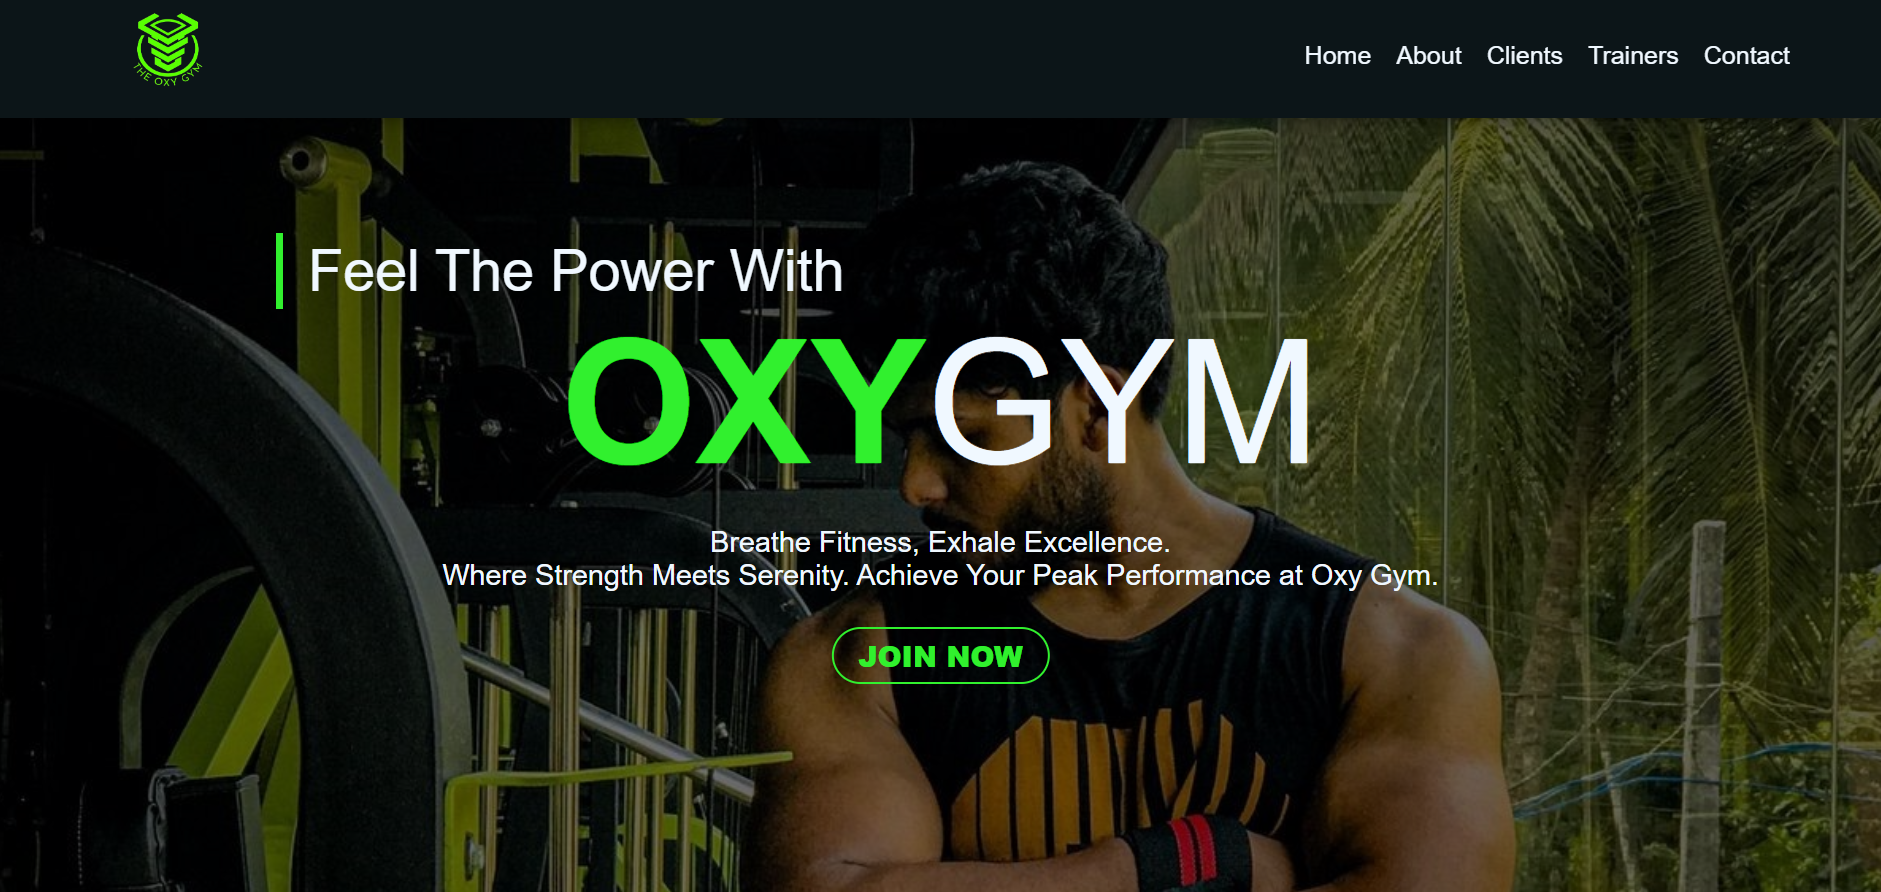 THE OXY GYM
Home About Clients Trainers Contact
Feel The Power With
OXYGYM
Breathe Fitness, Exhale Excellence.
Where Strength Meets Serenity. Achieve Your Peak Performance at Oxy Gym.
JOIN NOW